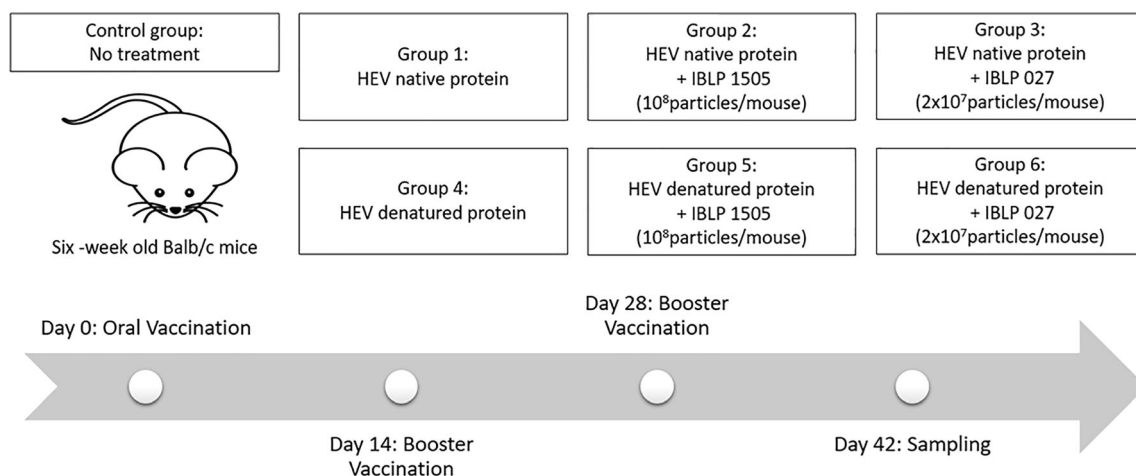 Control group:
No treatment
Group 1:
HEV native protein
Group 2:
HEV native protein
+ IBLP 1505
(10⁸particles/mouse)
Group 3:
HEV native protein
+ IBLP 027
(2x10⁷particles/mouse)
Group 4:
HEV denatured protein
Group 5:
HEV denatured protein
+ IBLP 1505
(10⁸particles/mouse)
Group 6:
HEV denatured protein
+ IBLP 027
(2x10⁷particles/mouse)
Six -week old Balb/c mice
Day 0: Oral Vaccination
Day 28: Booster
Vaccination
Day 14: Booster
Vaccination
Day 42: Sampling